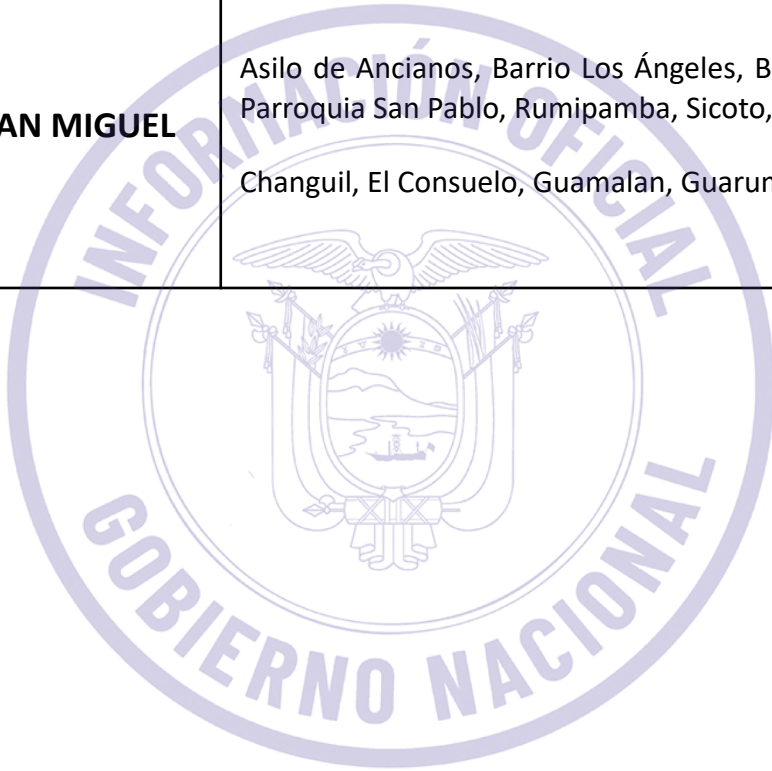 AN MIGUEL
Asilo de Ancianos, Barrio Los Ángeles, B
Parroquia San Pablo, Rumipamba, Sicoto,
Changuil, El Consuelo, Guamalan, Guarun
INFORMACIÓN OFICIAL
GOBIERNO NACIONAL